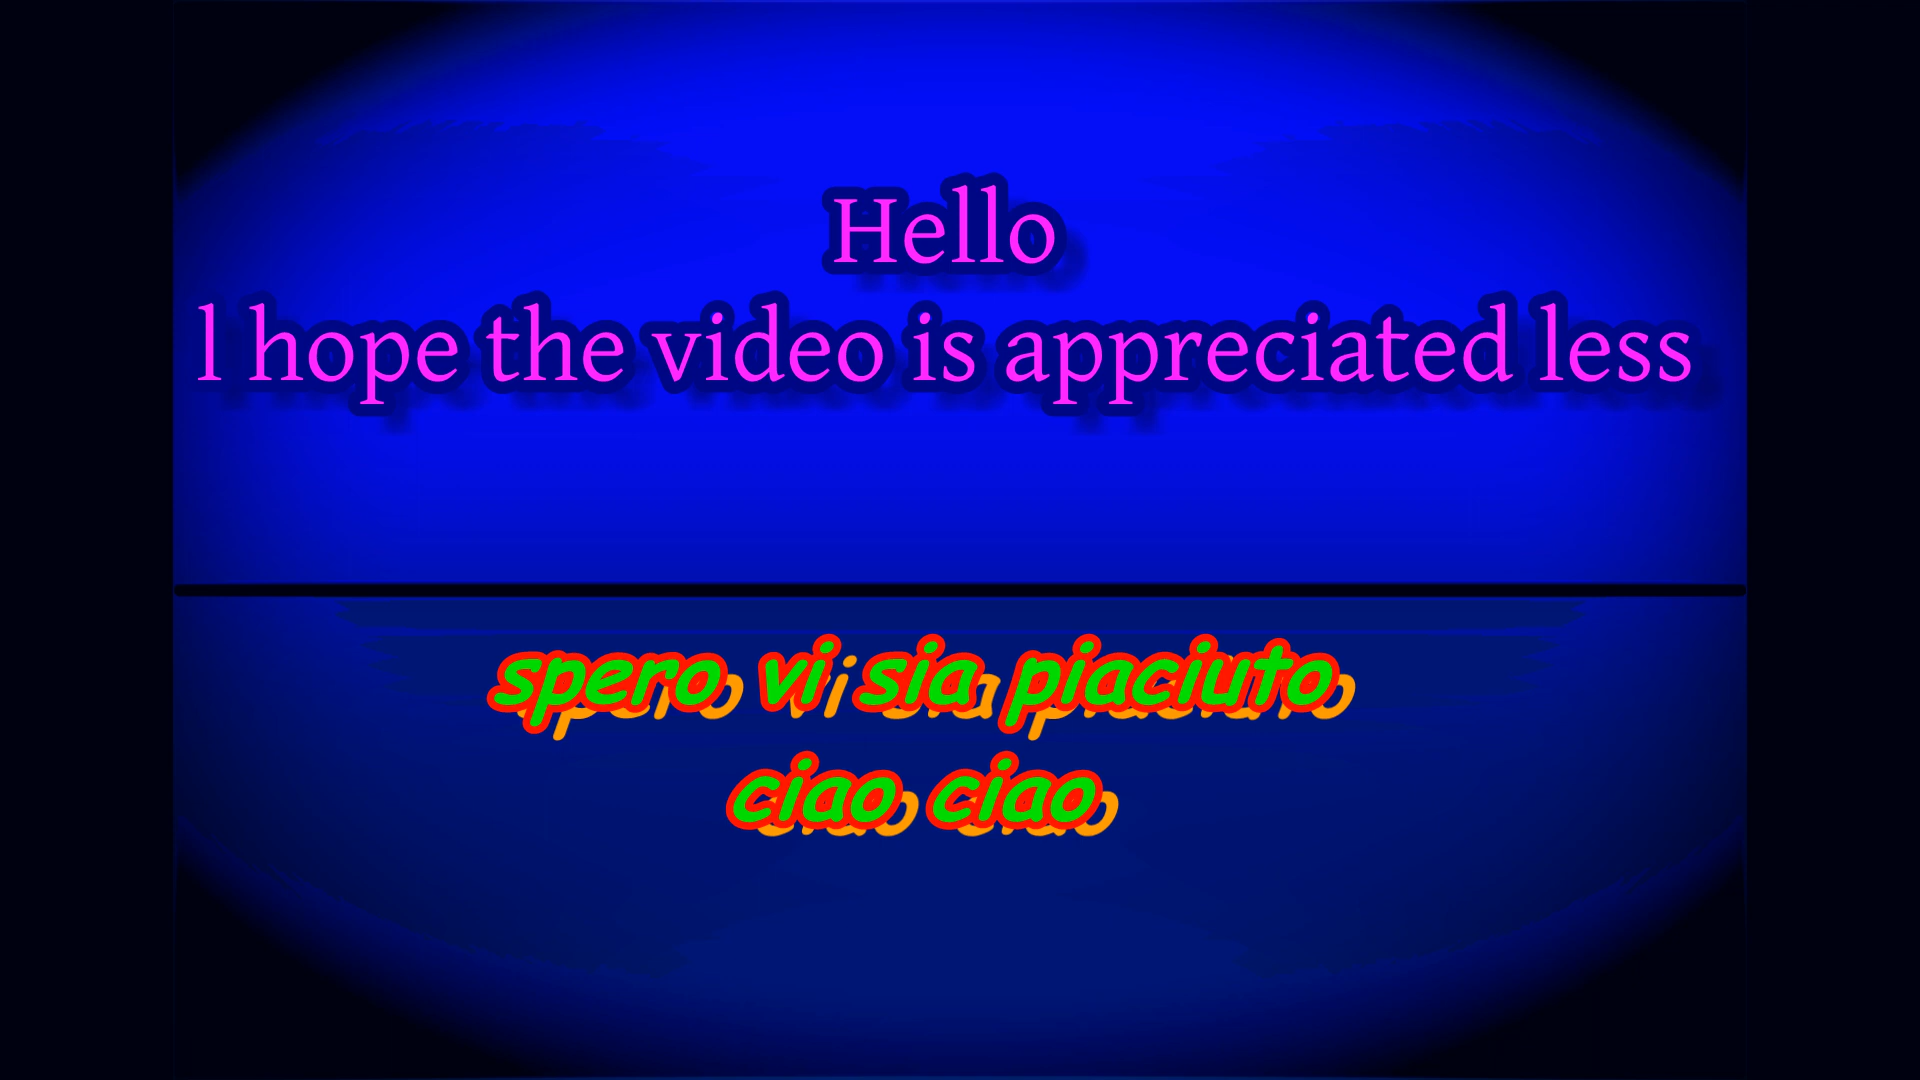 Hello
l hope the video is appreciated less
spero vi sia piaciuto
ciao ciao